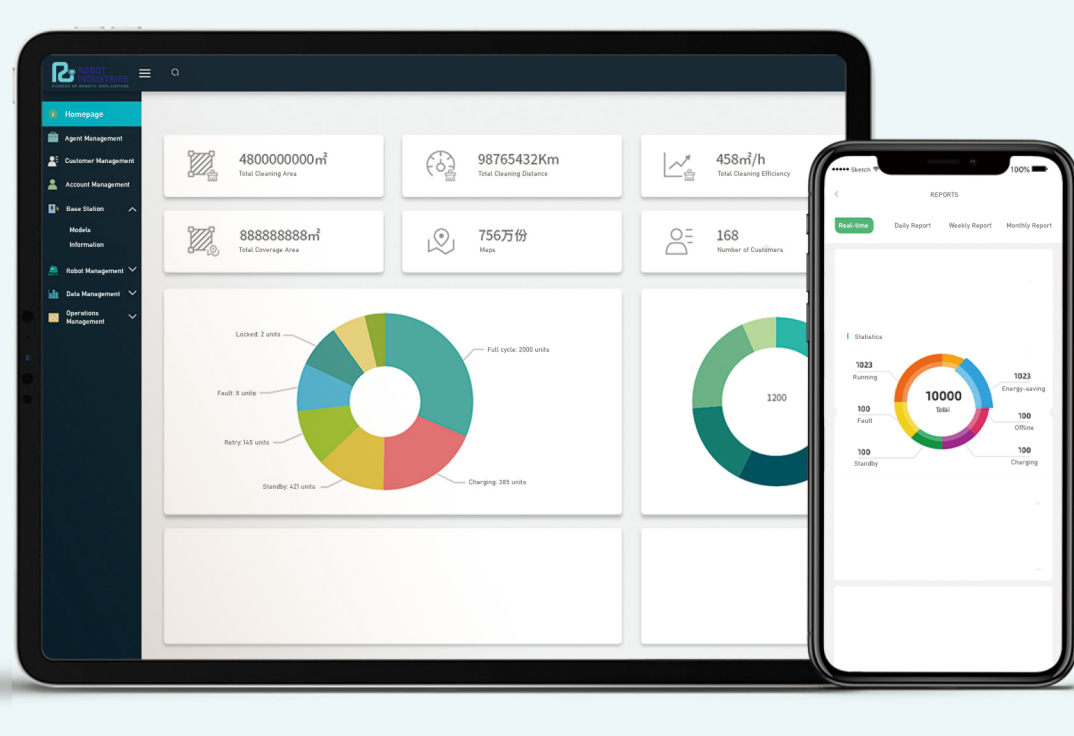 ROBOT
INDUSTRIES
PIONEER OF ROBOTIC APPLICATIONS
Homepage
Agent Management
Customer Management
Account Management
Base Station
Models
Information
Robot Management
Data Management
Operations
Management
4800000000㎡
Total Cleaning Area
98765432Km
Total Cleaning Distance
458㎡/h
Total Cleaning Efficiency
888888888㎡
Total Coverage Area
756万份
Maps
168
Number of Customers
Locked: 2 units
Full cycle: 2000 units
Fault: 8 units
Retry: 145 units
Standby: 421 units
Charging: 385 units
1200
Sketch
100%
REPORTS
Real-time
Daily Report
Weekly Report
Monthly Report
Statistics
1023
Running
1023
Energy-saving
10000
Total
100
Fault
100
Offline
100
Standby
100
Charging